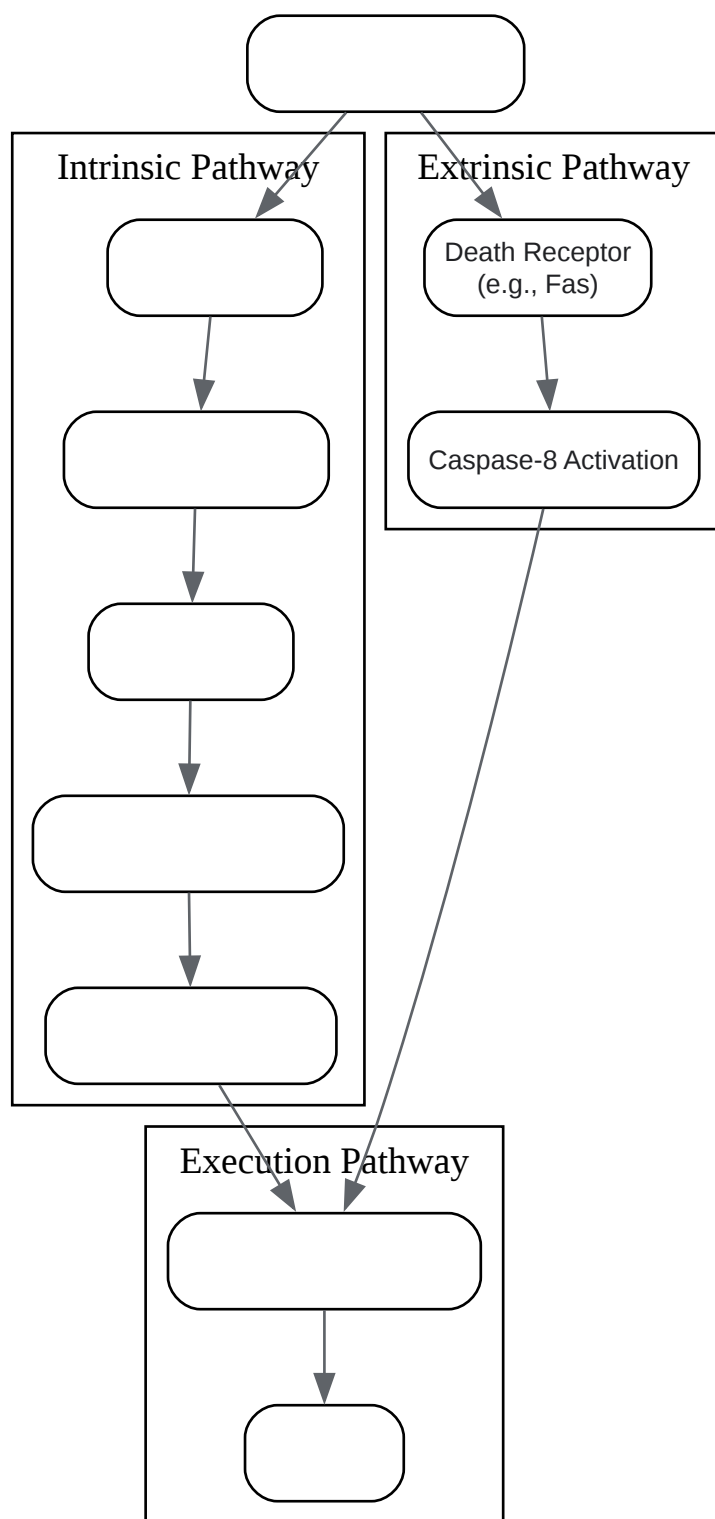 Intrinsic Pathway
Extrinsic Pathway
Death Receptor
(e.g., Fas)
Caspase-8 Activation
Execution Pathway